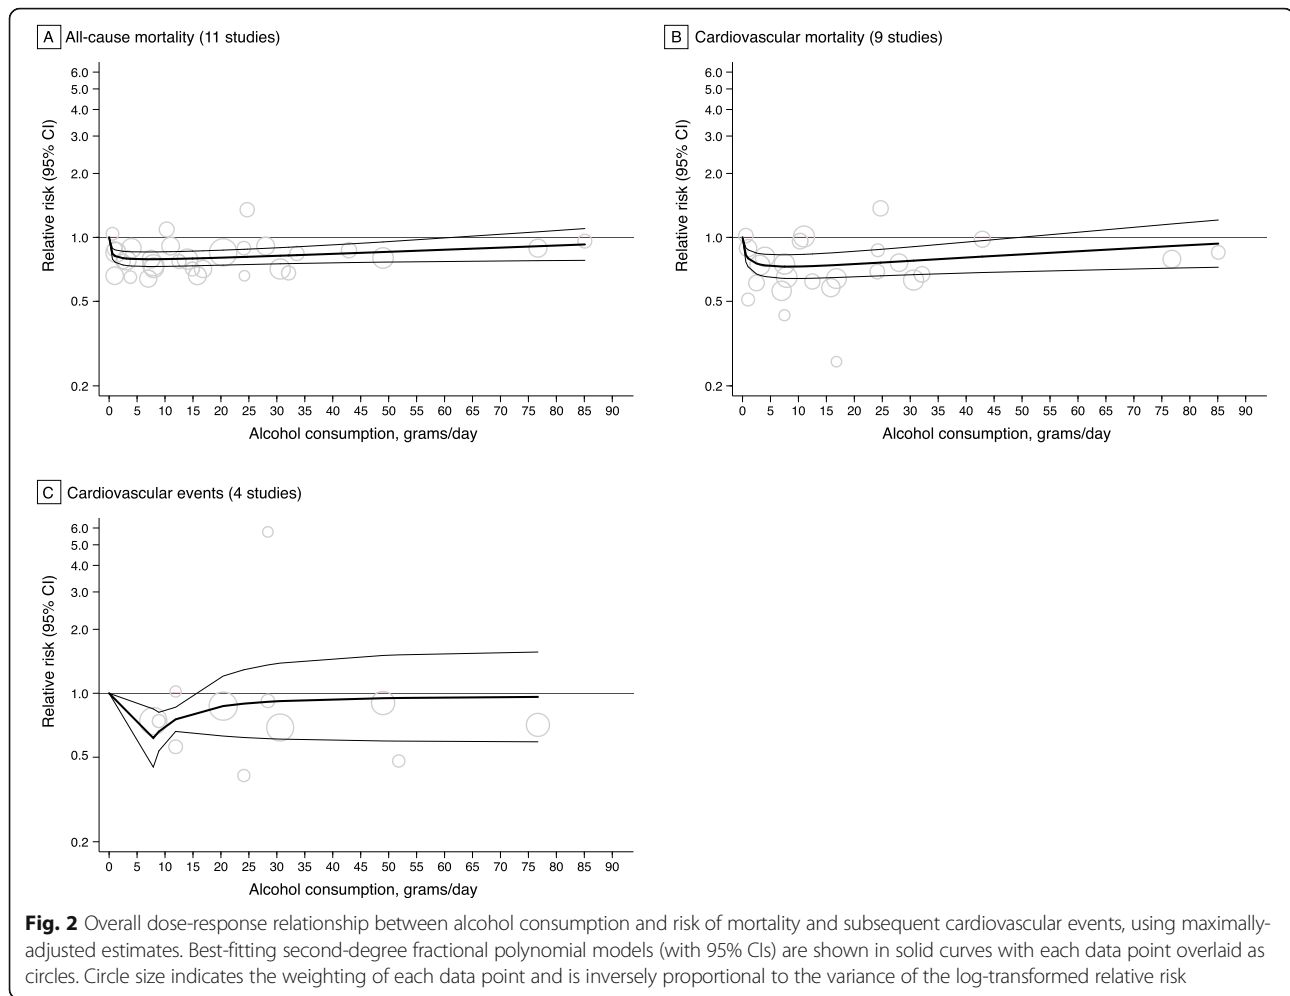 A All-cause mortality (11 studies)
6.0
5.0
4.0
3.0
2.0
1.0
0.5
0.2
Relative risk (95% CI)
0 5 10 15 20 25 30 35 40 45 50 55 60 65 70 75 80 85 90
Alcohol consumption, grams/day
B Cardiovascular mortality (9 studies)
6.0
5.0
4.0
3.0
2.0
1.0
0.5
0.2
Relative risk (95% CI)
0 5 10 15 20 25 30 35 40 45 50 55 60 65 70 75 80 85 90
Alcohol consumption, grams/day
C Cardiovascular events (4 studies)
6.0
5.0
4.0
3.0
2.0
1.0
0.5
0.2
Relative risk (95% CI)
0 5 10 15 20 25 30 35 40 45 50 55 60 65 70 75 80 85 90
Alcohol consumption, grams/day
Fig. 2 Overall dose-response relationship between alcohol consumption and risk of mortality and subsequent cardiovascular events, using maximally-
adjusted estimates. Best-fitting second-degree fractional polynomial models (with 95% CIs) are shown in solid curves with each data point overlaid as
circles. Circle size indicates the weighting of each data point and is inversely proportional to the variance of the log-transformed relative risk